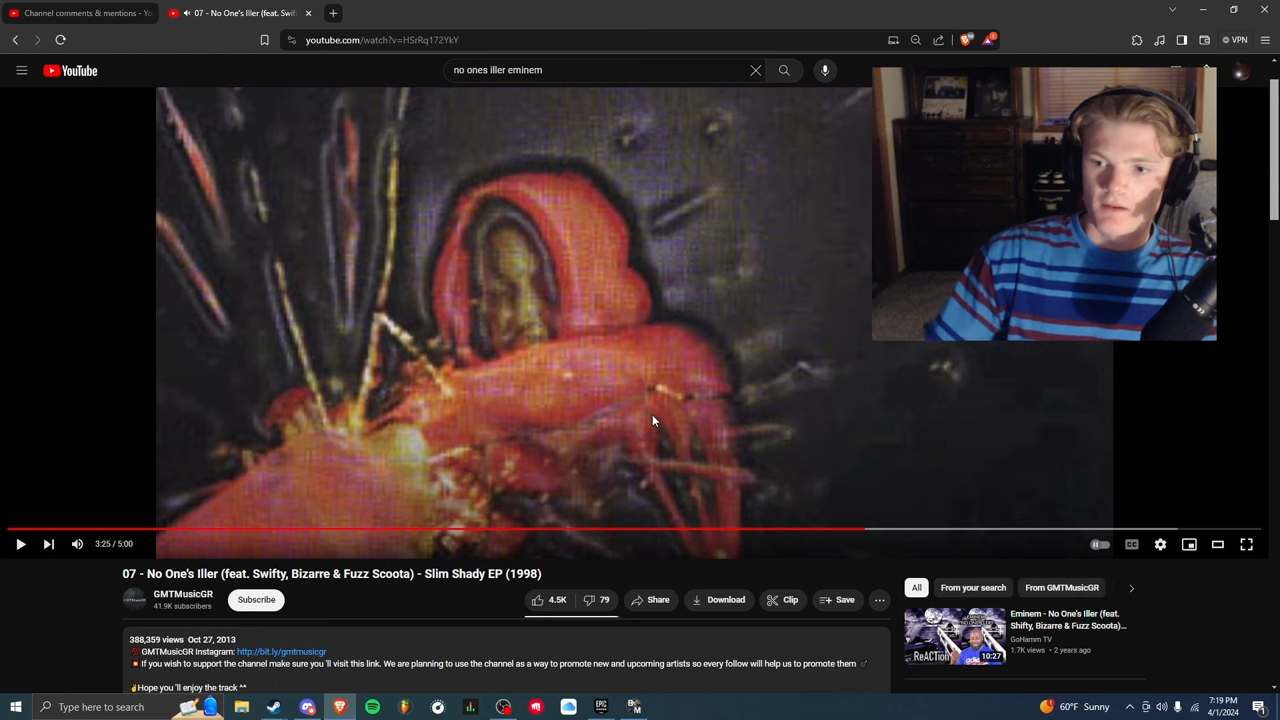 Channel comments & mentions - Yo
07 - No One's Iller (feat. Swif
youtube.com/watch?v=HSrRq172YkY
VPN
YouTube
no ones iller eminem
3:25 / 5:00
07 - No One's Iller (feat. Swifty, Bizarre & Fuzz Scoota) - Slim Shady EP (1998)
GMTMusicGR
41.9K subscribers
Subscribe
4.5K
79
Share
Download
Clip
Save
All
From your search
From GMTMusicGR
388,359 views Oct 27, 2013
GMTMusicGR Instagram: http://bit.ly/gmtmusicgr
If you wish to support the channel make sure you 'll visit this link. We are planning to use the channel as a way to promote new and upcoming artists so every follow will help us to promote them
Hope you 'll enjoy the track ^^
ReACTion
10:27
Eminem - No One's Iller (feat.
Shifty, Bizarre & Fuzz Scoota)...
GoHamm TV
1.7K views • 2 years ago
Type here to search
60°F Sunny
7:19 PM
4/1/2024